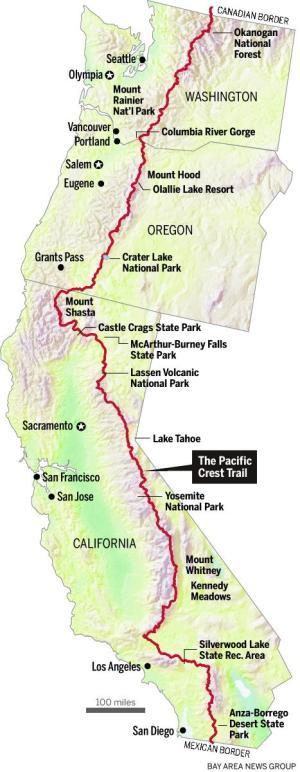 CANADIAN BORDER
Okanogan
National
Forest
Seattle
Olympia
Mount
Rainier
Nat'l Park
WASHINGTON
Vancouver
Portland
Columbia River Gorge
Salem
Mount Hood
Olallie Lake Resort
Eugene
OREGON
Grants Pass
Crater Lake
National Park
Mount
Shasta
Castle Crags State Park
McArthur-Burney Falls
State Park
Lassen Volcanic
National Park
Sacramento
Lake Tahoe
The Pacific
Crest Trail
San Francisco
San Jose
Yosemite
National Park
CALIFORNIA
Mount
Whitney
Kennedy
Meadows
Silverwood Lake
State Rec. Area
Los Angeles
100 miles
Anza-Borrego
Desert State
Park
San Diego
MEXICAN BORDER
BAY AREA NEWS GROUP